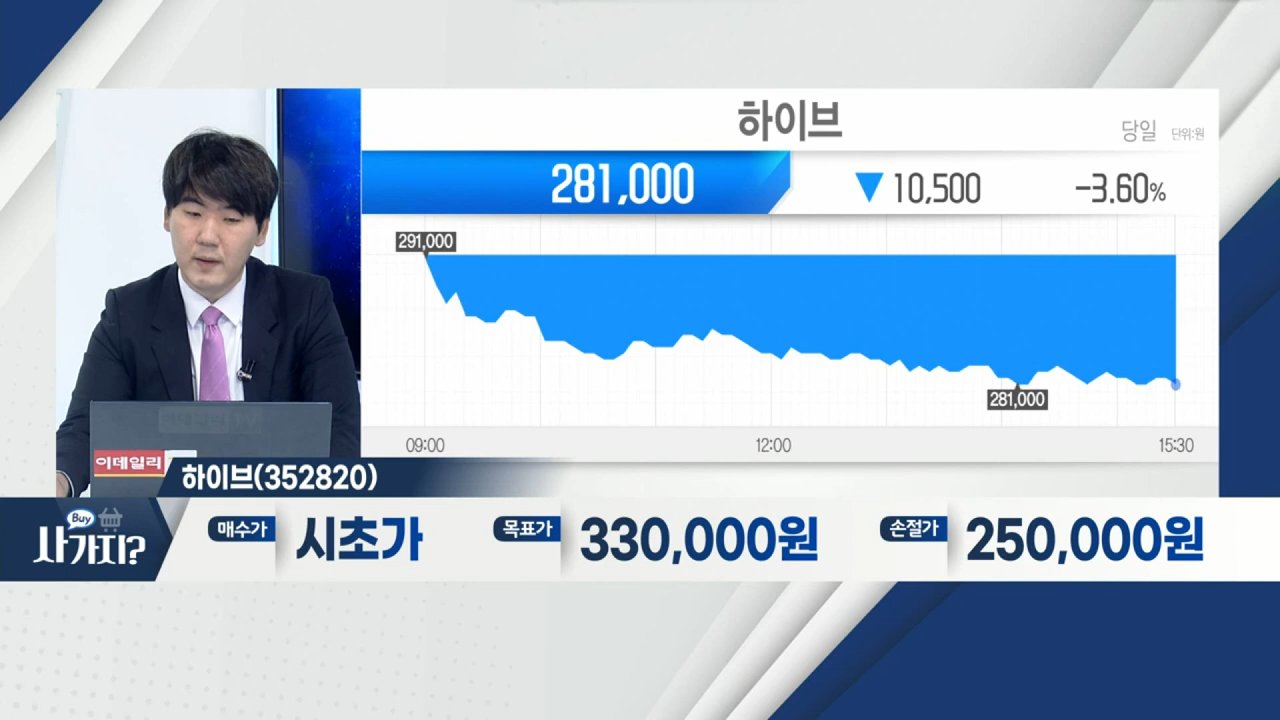 하이브
당일 단위:원
281,000 ▼10,500 -3.60%
291,000
281,000
09:00 12:00 15:30
이데일리
하이브(352820)
Buy
사가지?
매수가 시초가 목표가 330,000원 손절가 250,000원